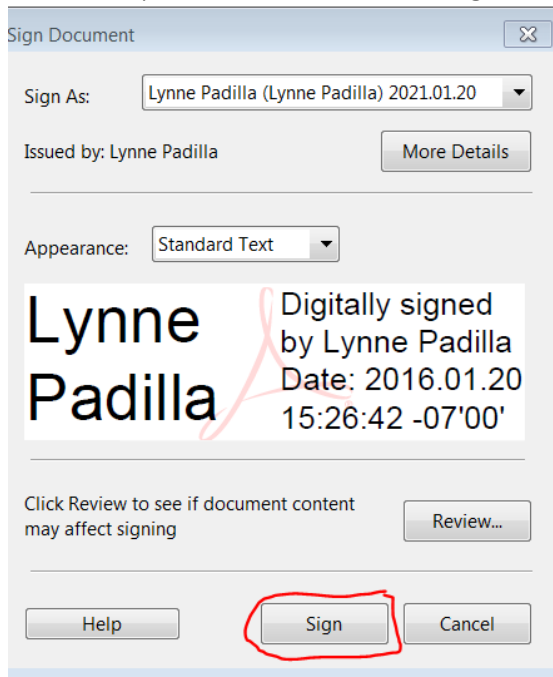 Sign Document
Sign As: Lynne Padilla (Lynne Padilla) 2021.01.20
Issued by: Lynne Padilla More Details
Appearance: Standard Text
Lynne
Padilla
Digitally signed
by Lynne Padilla
Date: 2016.01.20
15:26:42 -07'00'
Click Review to see if document content
may affect signing
Review...
Help Sign Cancel